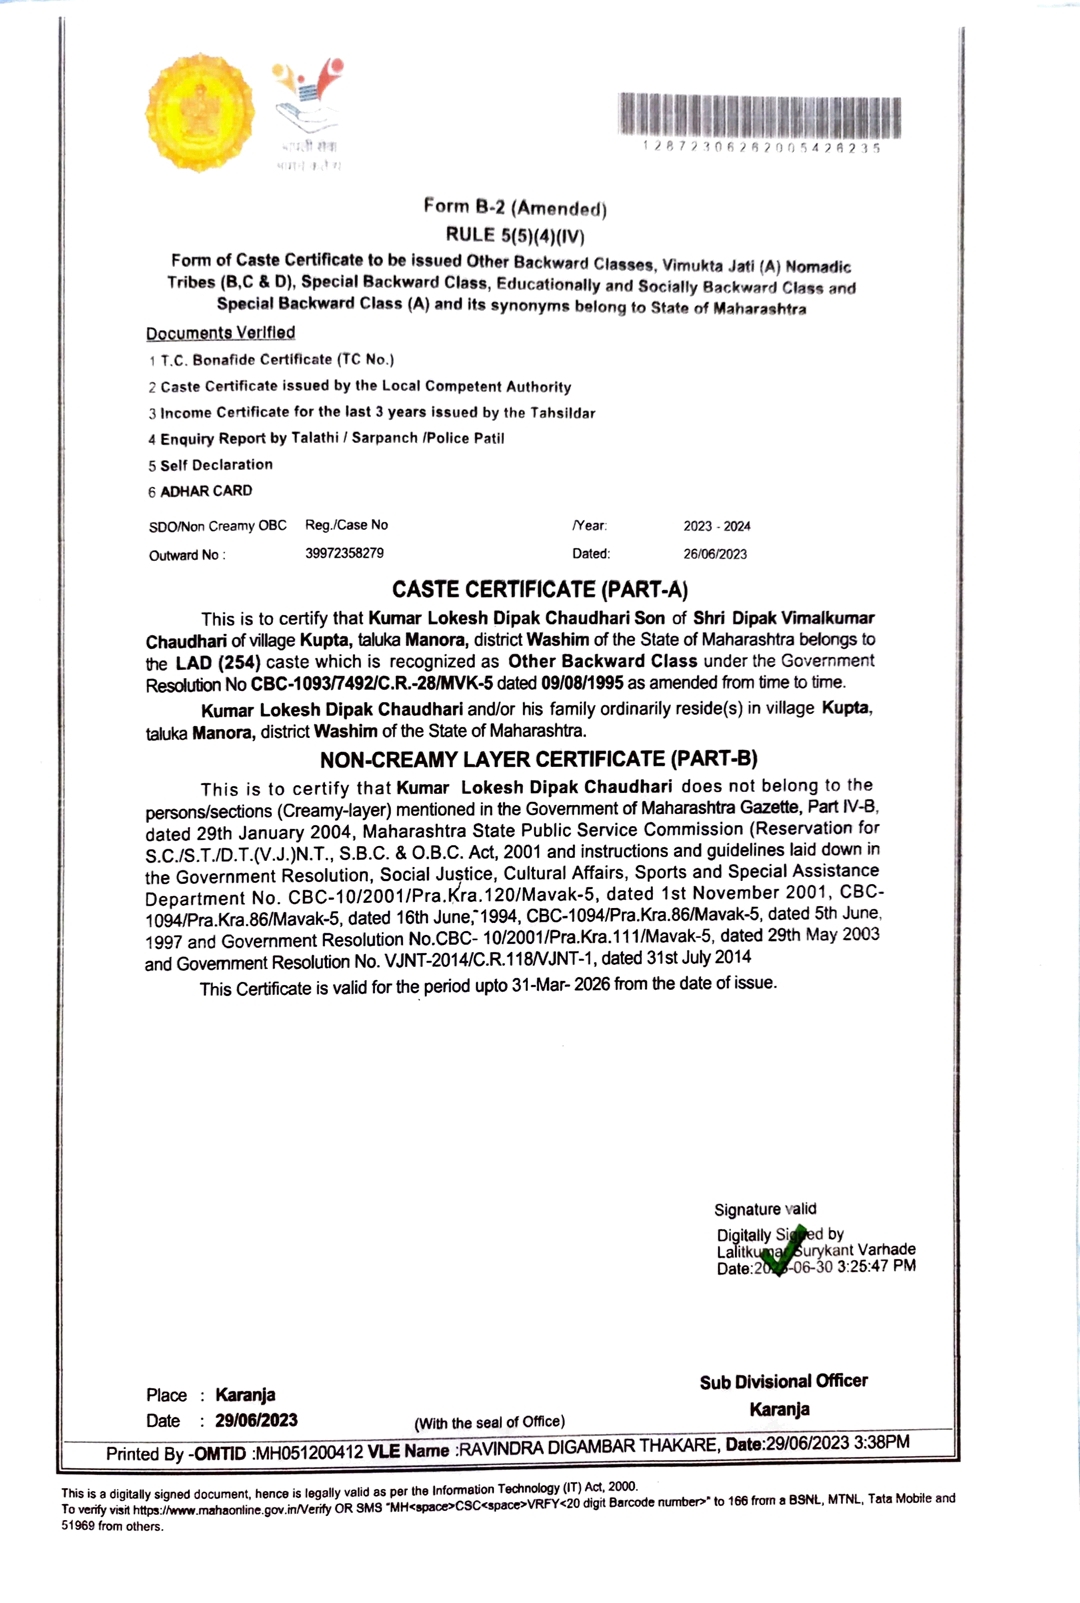 आपली सेवा
आमचे कर्तव्य
12872306262005426235
Form B-2 (Amended)
RULE 5(5)(4)(IV)
Form of Caste Certificate to be issued Other Backward Classes, Vimukta Jati (A) Nomadic
Tribes (B,C & D), Special Backward Class, Educationally and Socially Backward Class and
Special Backward Class (A) and its synonyms belong to State of Maharashtra
Documents Verified
1 T.C. Bonafide Certificate (TC No.)
2 Caste Certificate issued by the Local Competent Authority
3 Income Certificate for the last 3 years issued by the Tahsildar
4 Enquiry Report by Talathi / Sarpanch /Police Patil
5 Self Declaration
6 ADHAR CARD
SDO/Non Creamy OBC Reg./Case No /Year: 2023 - 2024
Outward No : 39972358279 Dated: 26/06/2023
CASTE CERTIFICATE (PART-A)
This is to certify that Kumar Lokesh Dipak Chaudhari Son of Shri Dipak Vimalkumar
Chaudhari of village Kupta, taluka Manora, district Washim of the State of Maharashtra belongs to
the LAD (254) caste which is recognized as Other Backward Class under the Government
Resolution No CBC-1093/7492/C.R.-28/MVK-5 dated 09/08/1995 as amended from time to time.
Kumar Lokesh Dipak Chaudhari and/or his family ordinarily reside(s) in village Kupta,
taluka Manora, district Washim of the State of Maharashtra.
NON-CREAMY LAYER CERTIFICATE (PART-B)
This is to certify that Kumar Lokesh Dipak Chaudhari does not belong to the
persons/sections (Creamy-layer) mentioned in the Government of Maharashtra Gazette, Part IV-B,
dated 29th January 2004, Maharashtra State Public Service Commission (Reservation for
S.C./S.T./D.T.(V.J.)N.T., S.B.C. & O.B.C. Act, 2001 and instructions and guidelines laid down in
the Government Resolution, Social Justice, Cultural Affairs, Sports and Special Assistance
Department No. CBC-10/2001/Pra.Kra.120/Mavak-5, dated 1st November 2001, CBC-
1094/Pra.Kra.86/Mavak-5, dated 16th June, 1994, CBC-1094/Pra.Kra.86/Mavak-5, dated 5th June,
1997 and Government Resolution No.CBC- 10/2001/Pra.Kra.111/Mavak-5, dated 29th May 2003
and Government Resolution No. VJNT-2014/C.R.118/VJNT-1, dated 31st July 2014
This Certificate is valid for the period upto 31-Mar- 2026 from the date of issue.
Signature valid
Digitally Signed by
Lalitkumar Surykant Varhade
Date:2023-06-30 3:25:47 PM
Sub Divisional Officer
Place : Karanja
Karanja
Date : 29/06/2023 (With the seal of Office)
Printed By -OMTID :MH051200412 VLE Name :RAVINDRA DIGAMBAR THAKARE, Date:29/06/2023 3:38PM
This is a digitally signed document, hence is legally valid as per the Information Technology (IT) Act, 2000.
To verify visit https://www.mahaonline.gov.in/Verify OR SMS "MH<space>CSC<space>VRFY<20 digit Barcode number>" to 166 from a BSNL, MTNL, Tata Mobile and
51969 from others.